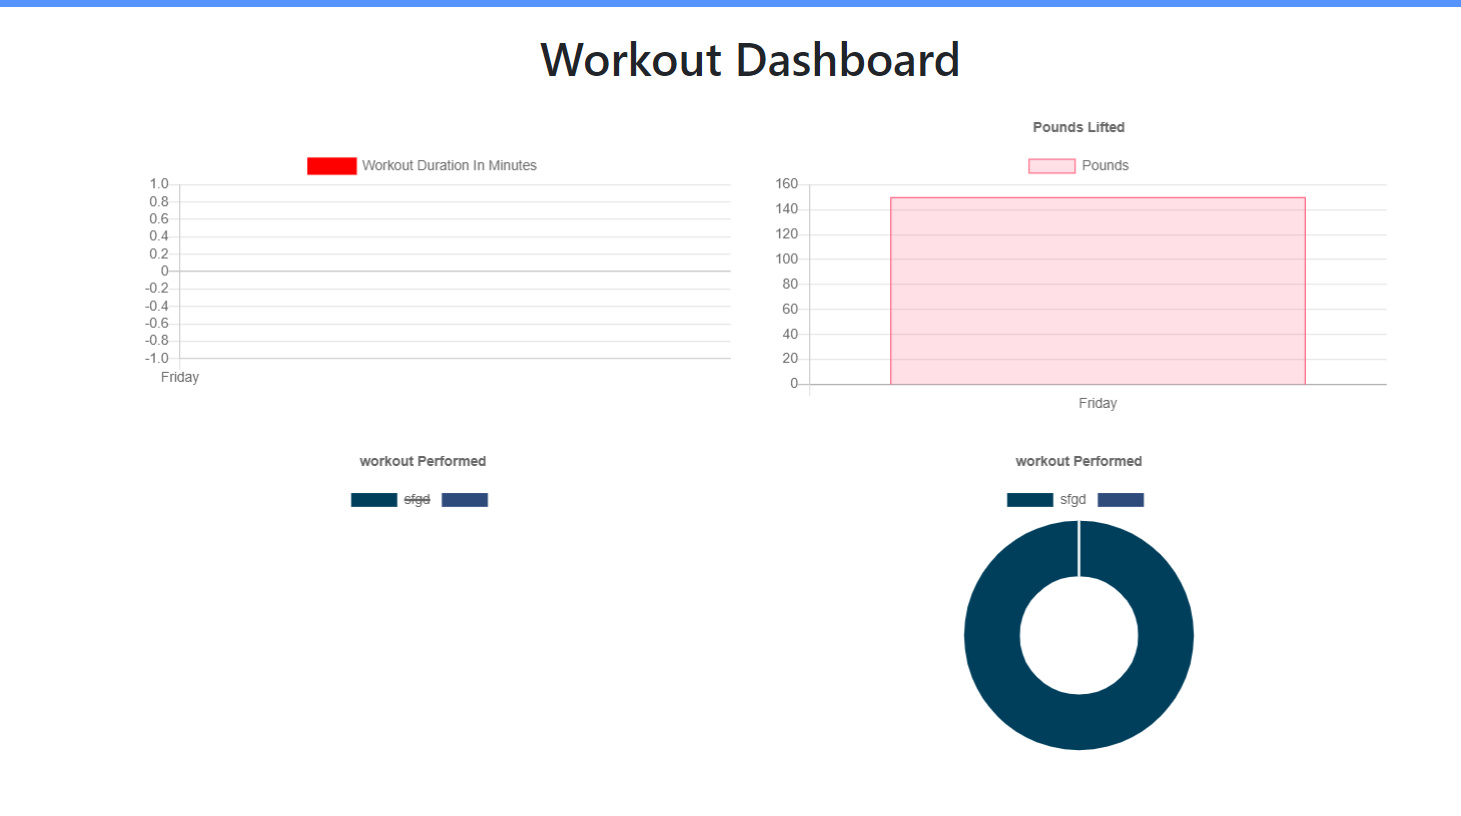 Workout Dashboard
Workout Duration In Minutes
1.0
0.8
0.6
0.4
0.2
0
-0.2
-0.4
-0.6
-0.8
-1.0
Friday
Pounds Lifted
Pounds
160
140
120
100
80
60
40
20
0
Friday
workout Performed
sfgd
workout Performed
sfgd